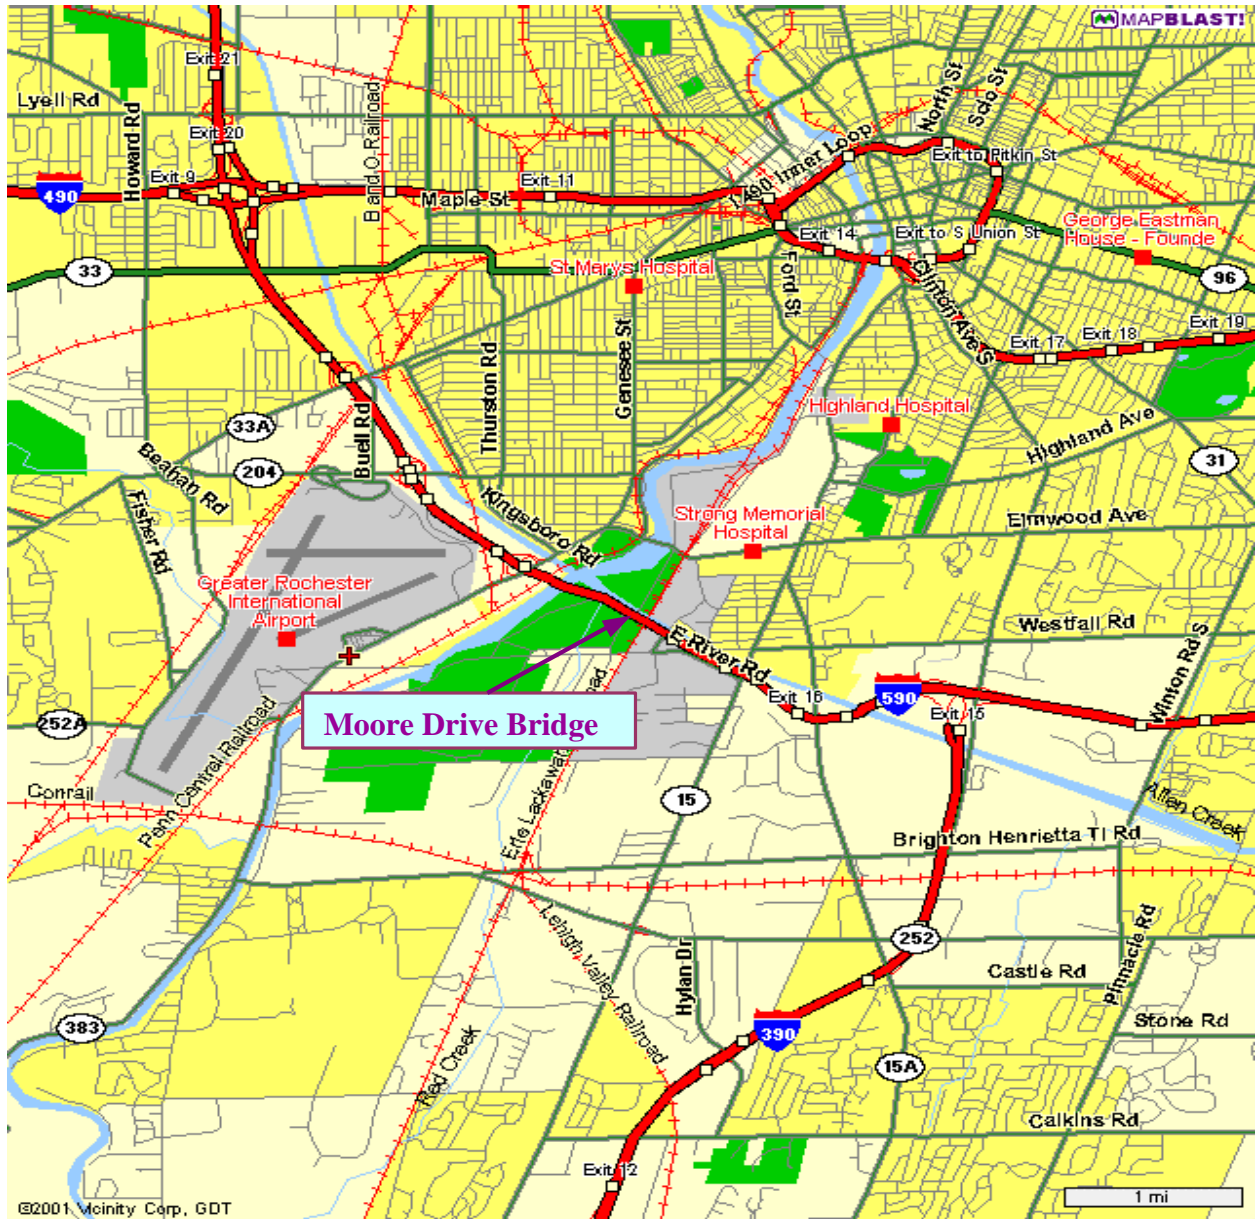 MAPBLAST!
Exit 21
Lyell Rd
Howard Rd
Exit 20
B and O Railroad
North St
Scio St
I 490 Inner Loop
Exit to Pitkin St
Exit 9
490
Exit 11
Maple St
George Eastman
House - Founde
Exit 14
Exit to S Union St
33
St Marys Hospital
Ford St
Clinton Ave S
96
Exit 17
Exit 18
Exit 19
Thurston Rd
Genesee St
Highland Hospital
Highland Ave
33A
Buell Rd
31
Beahan Rd
204
Fisher Rd
Kingsboro Rd
Strong Memorial
Hospital
Elmwood Ave
Greater Rochester
International
Airport
Westfall Rd
E River Rd
Winton Rd S
Exit 16
590
Exit 15
252A
Moore Drive Bridge
Penn Central Railroad
Conrail
15
Allen Creek
Brighton Henrietta Tl Rd
Lehigh Valley Railroad
Hylan Dr
252
Castle Rd
Pinnacle Rd
383
390
Stone Rd
Red Creek
15A
Calkins Rd
Exit 12
1 mi
©2001 Vicinity Corp, GDT